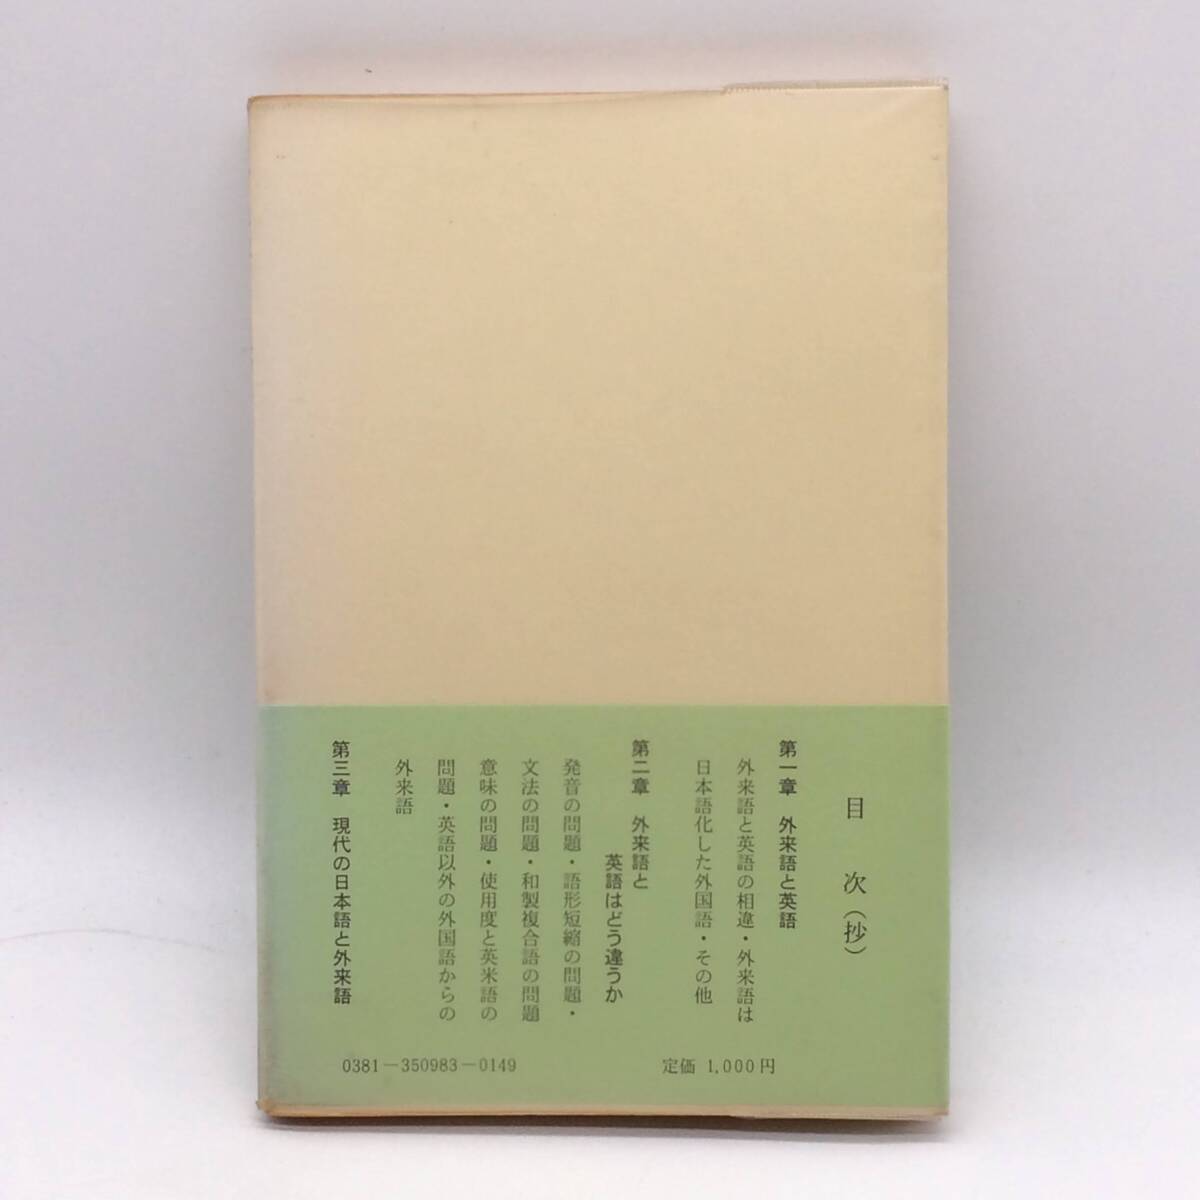 目次（抄）
第一章　外来語と英語
外来語と英語の相違・外来語は
日本語化した外国語・その他
第二章　外来語と
英語はどう違うか
発音の問題・語形短縮の問題・
文法の問題・和製複合語の問題
意味の問題・使用度と英米語の
問題・英語以外の外国語からの
外来語
第三章　現代の日本語と外来語
定価 1,000円
0381－350983－0149